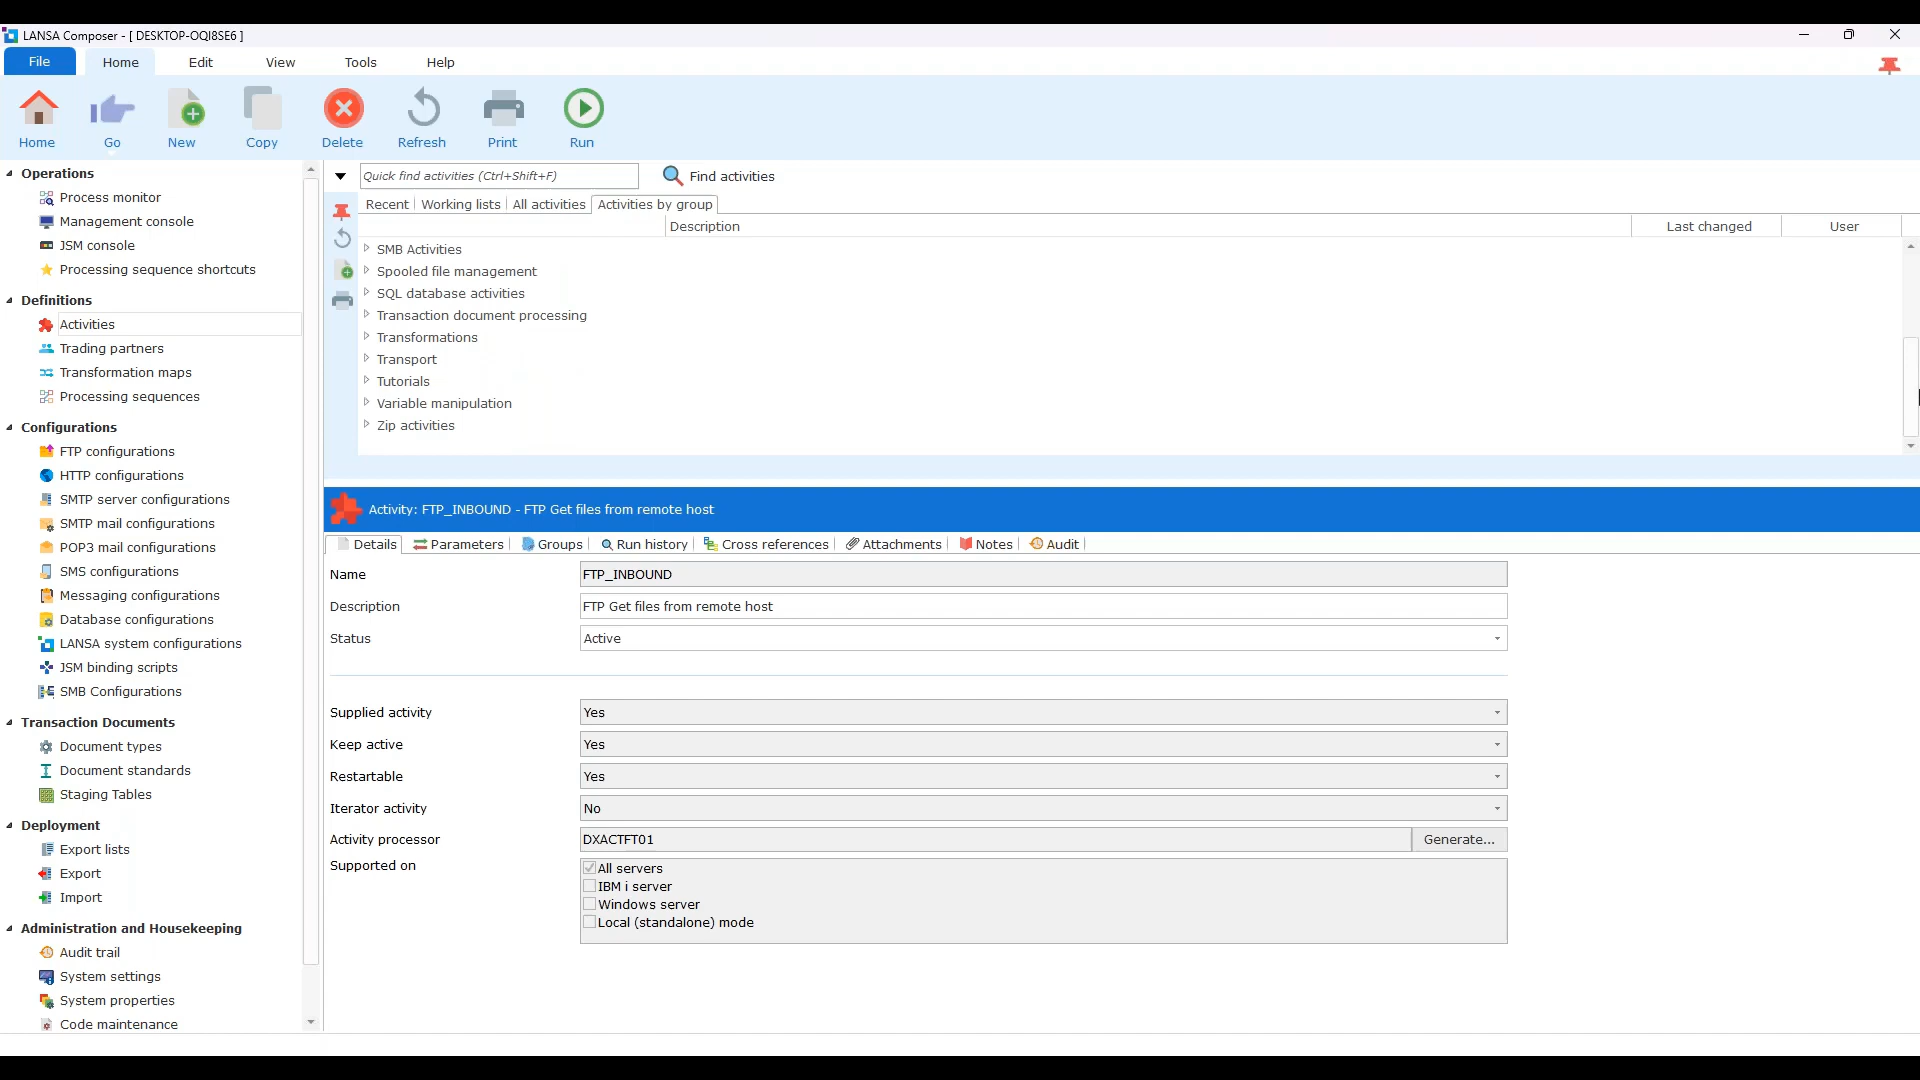 LANSA Composer - [ DESKTOP-OQI8SE6 ]
File Home Edit View Tools Help
Home Go New Copy Delete Refresh Print Run
Operations
Process monitor
Management console
JSM console
Processing sequence shortcuts
Definitions
Activities
Trading partners
Transformation maps
Processing sequences
Configurations
FTP configurations
HTTP configurations
SMTP server configurations
SMTP mail configurations
POP3 mail configurations
SMS configurations
Messaging configurations
Database configurations
LANSA system configurations
JSM binding scripts
SMB Configurations
Transaction Documents
Document types
Document standards
Staging Tables
Deployment
Export lists
Export
Import
Administration and Housekeeping
Audit trail
System settings
System properties
Code maintenance
Quick find activities (Ctrl+Shift+F) Find activities
Recent Working lists All activities Activities by group
Description Last changed User
SMB Activities
Spooled file management
SQL database activities
Transaction document processing
Transformations
Transport
Tutorials
Variable manipulation
Zip activities
Activity: FTP_INBOUND - FTP Get files from remote host
Details Parameters Groups Run history Cross references Attachments Notes Audit
Name FTP_INBOUND
Description FTP Get files from remote host
Status Active
Supplied activity Yes
Keep active Yes
Restartable Yes
Iterator activity No
Activity processor DXACTFT01 Generate...
Supported on All servers
IBM i server
Windows server
Local (standalone) mode